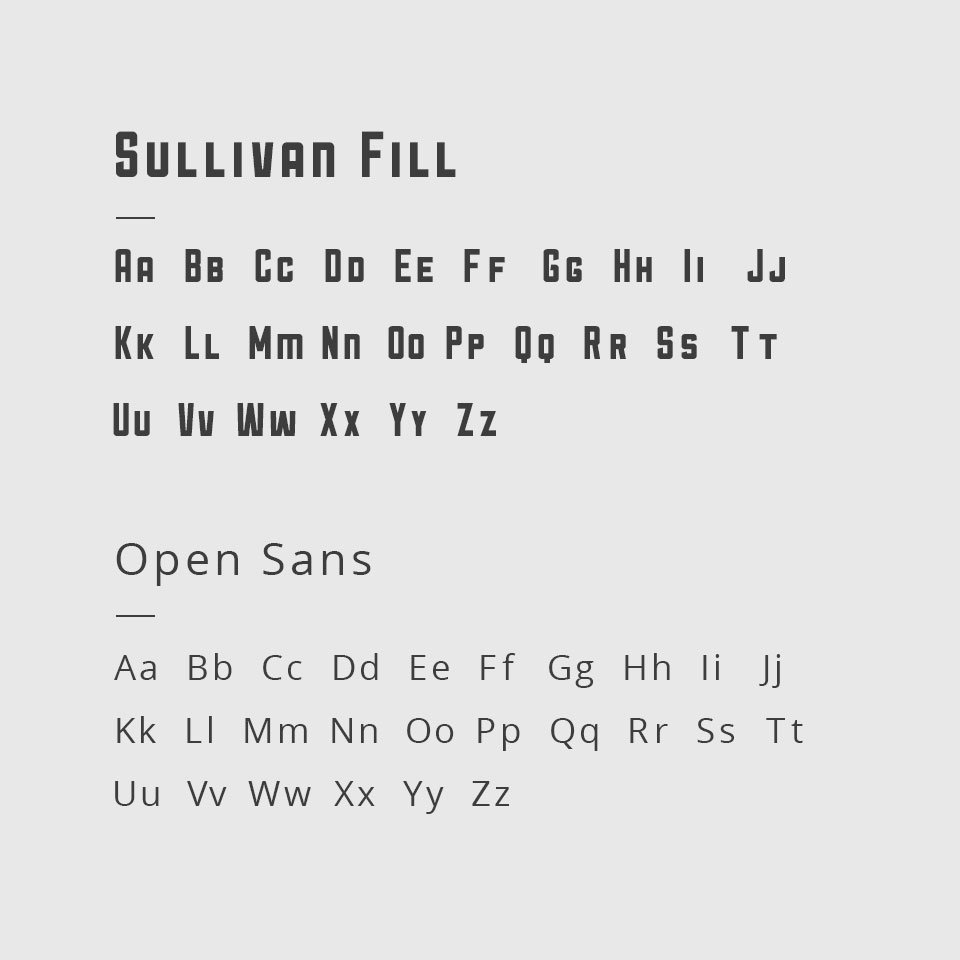 Sullivan Fill
Aa Bb Cc Dd Ee Ff Gg Hh Ii Jj
Kk Ll Mm Nn Oo Pp Qq Rr Ss Tt
Uu Vv Ww Xx Yy Zz
Open Sans
Aa Bb Cc Dd Ee Ff Gg Hh Ii Jj
Kk Ll Mm Nn Oo Pp Qq Rr Ss Tt
Uu Vv Ww Xx Yy Zz